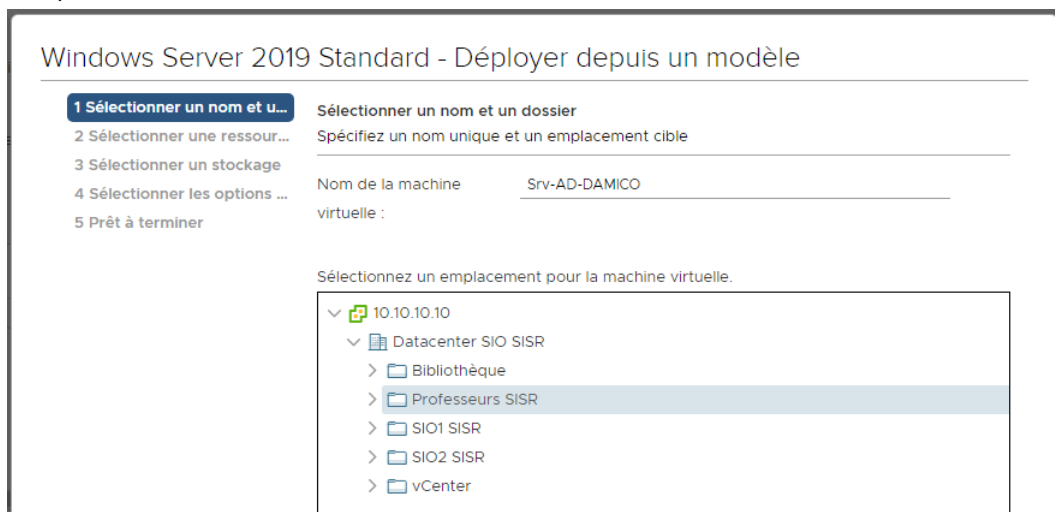 Windows Server 2019 Standard - Déployer depuis un modèle
1 Sélectionner un nom et u...
2 Sélectionner une ressour...
3 Sélectionner un stockage
4 Sélectionner les options ...
5 Prêt à terminer
Sélectionner un nom et un dossier
Spécifiez un nom unique et un emplacement cible
Nom de la machine virtuelle :
Srv-AD-DAMICO
Sélectionnez un emplacement pour la machine virtuelle.
10.10.10.10
Datacenter SIO SISR
Bibliothèque
Professeurs SISR
SIO1 SISR
SIO2 SISR
vCenter